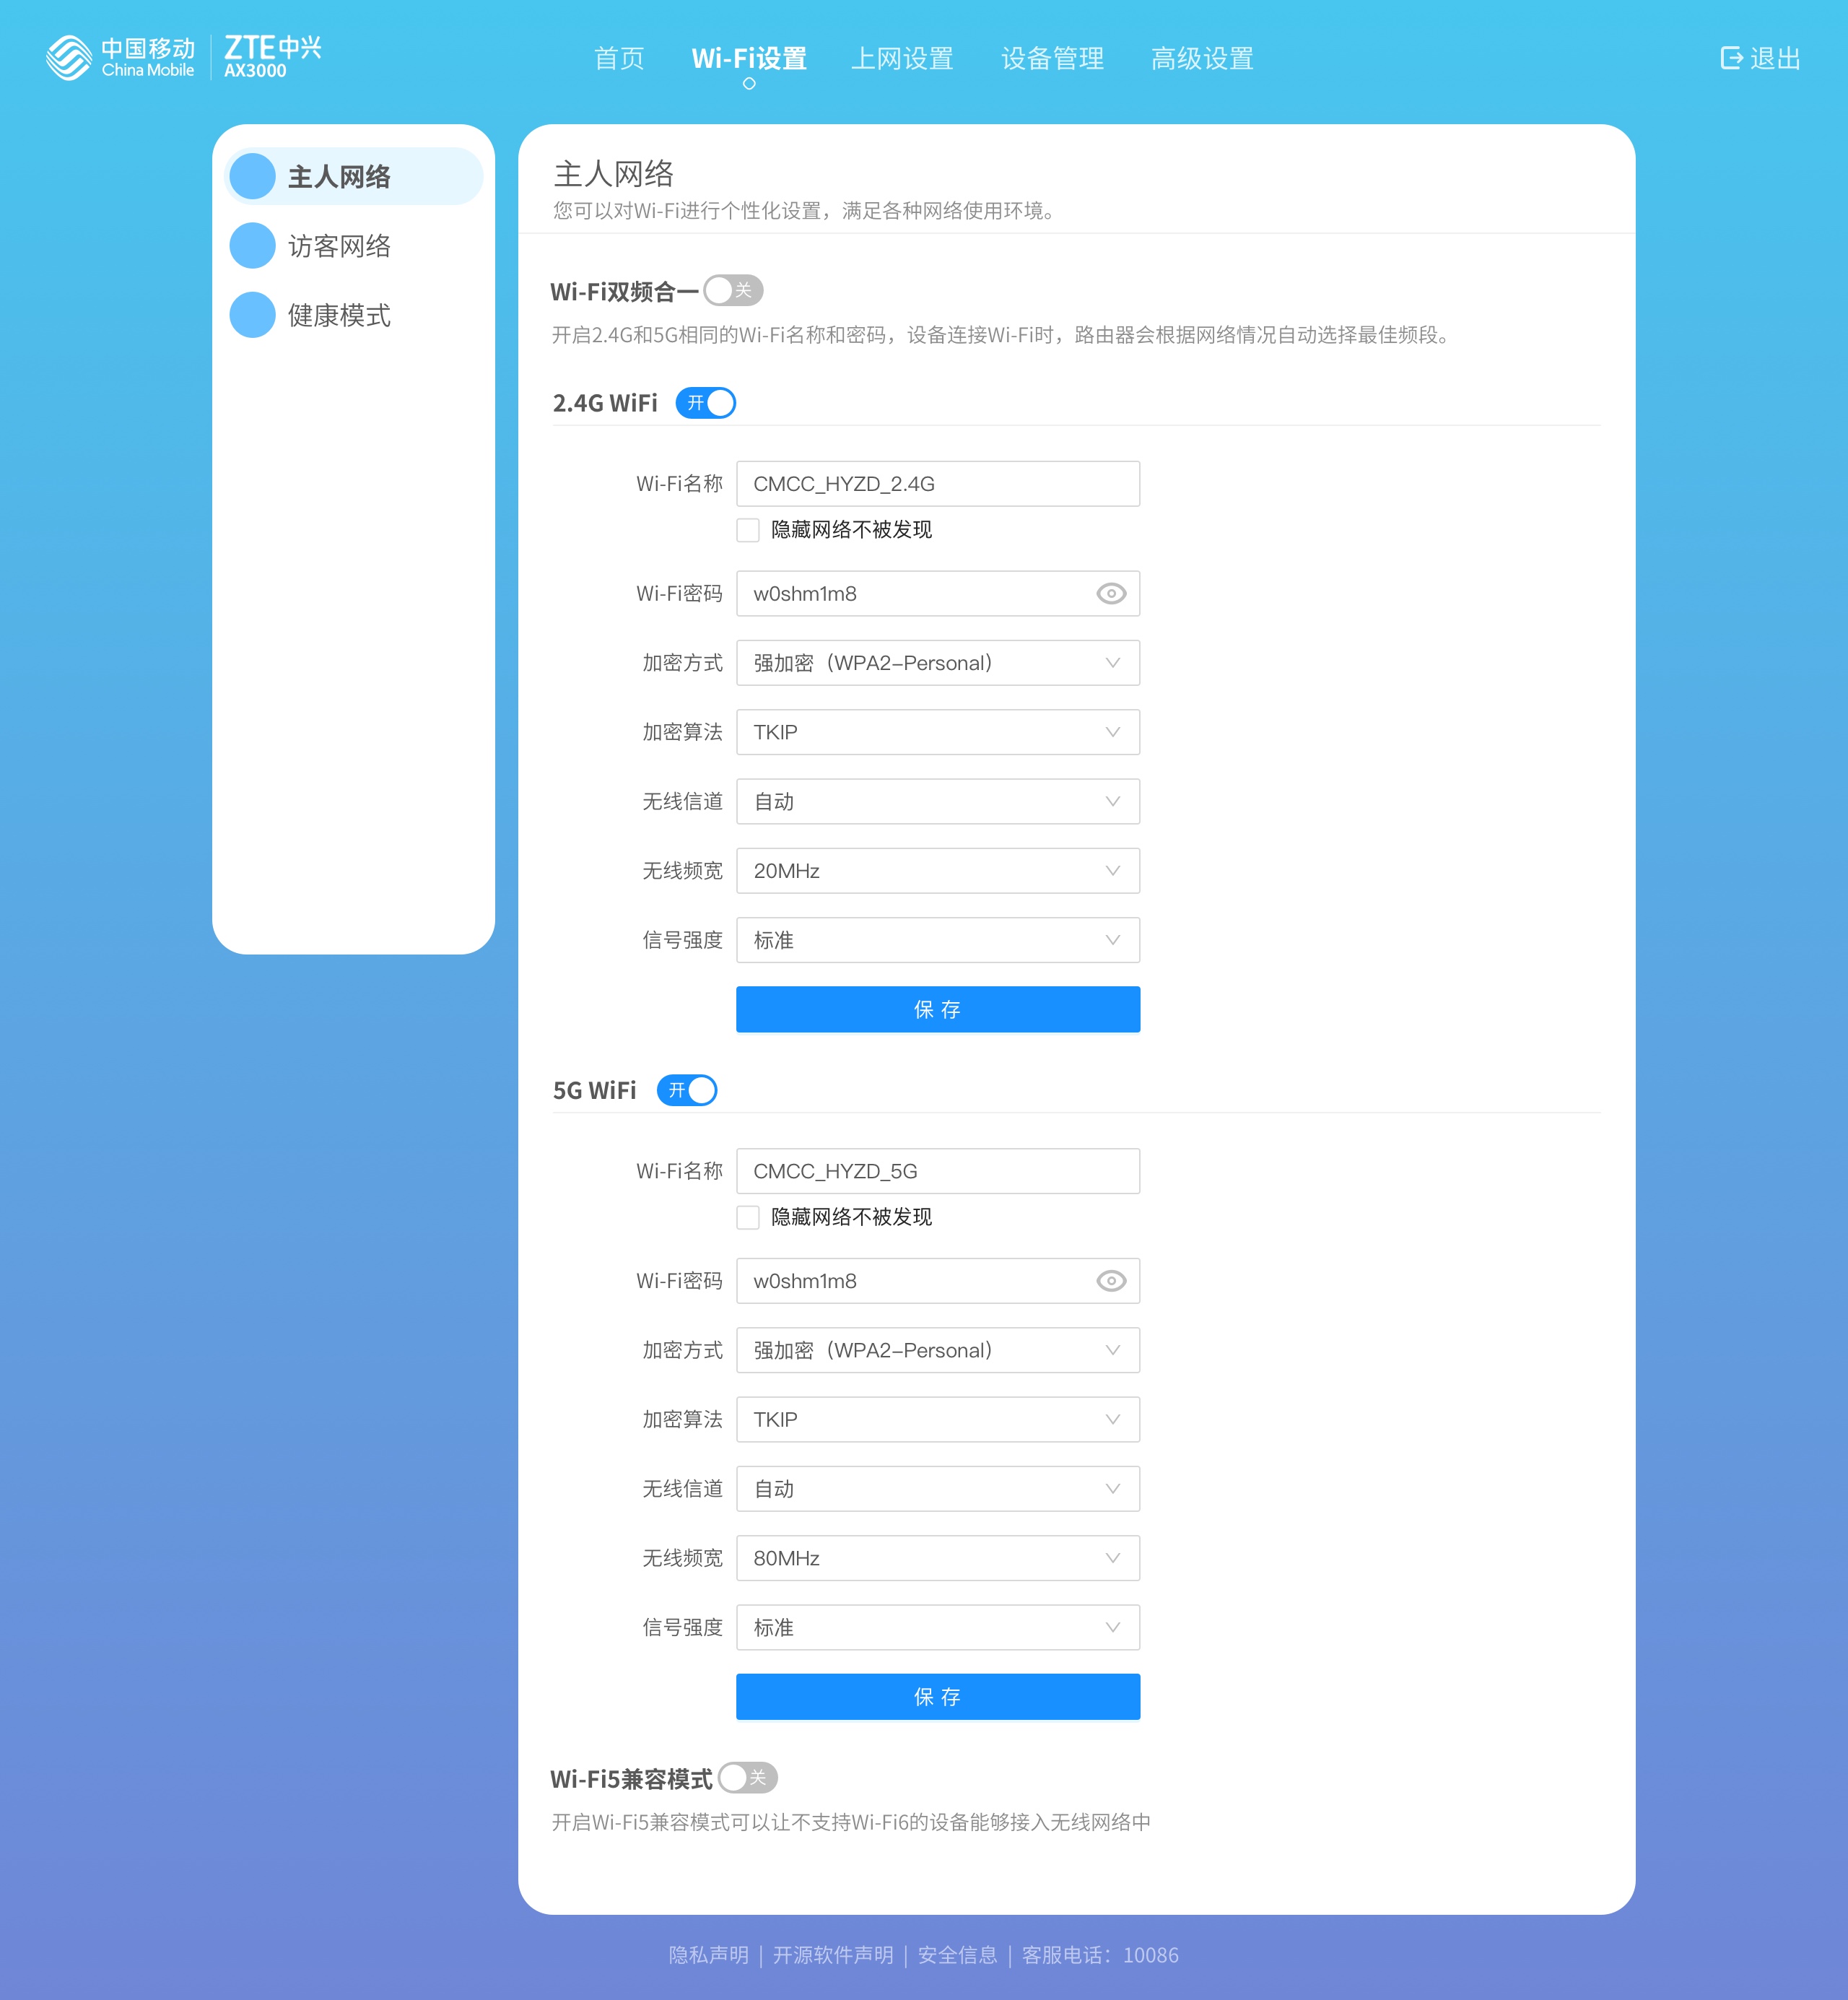 中国移动
China Mobile
ZTE中兴
AX3000
首页
Wi-Fi设置
上网设置
设备管理
高级设置
退出
主人网络
访客网络
健康模式
主人网络
您可以对Wi-Fi进行个性化设置，满足各种网络使用环境。
Wi-Fi双频合一 关
开启2.4G和5G相同的Wi-Fi名称和密码，设备连接Wi-Fi时，路由器会根据网络情况自动选择最佳频段。
2.4G WiFi 开
Wi-Fi名称 CMCC_HYZD_2.4G
隐藏网络不被发现
Wi-Fi密码 w0shm1m8
加密方式 强加密（WPA2-Personal）
加密算法 TKIP
无线信道 自动
无线频宽 20MHz
信号强度 标准
保 存
5G WiFi 开
Wi-Fi名称 CMCC_HYZD_5G
隐藏网络不被发现
Wi-Fi密码 w0shm1m8
加密方式 强加密（WPA2-Personal）
加密算法 TKIP
无线信道 自动
无线频宽 80MHz
信号强度 标准
保 存
Wi-Fi5兼容模式 关
开启Wi-Fi5兼容模式可以让不支持Wi-Fi6的设备能够接入无线网络中
隐私声明 | 开源软件声明 | 安全信息 | 客服电话：10086